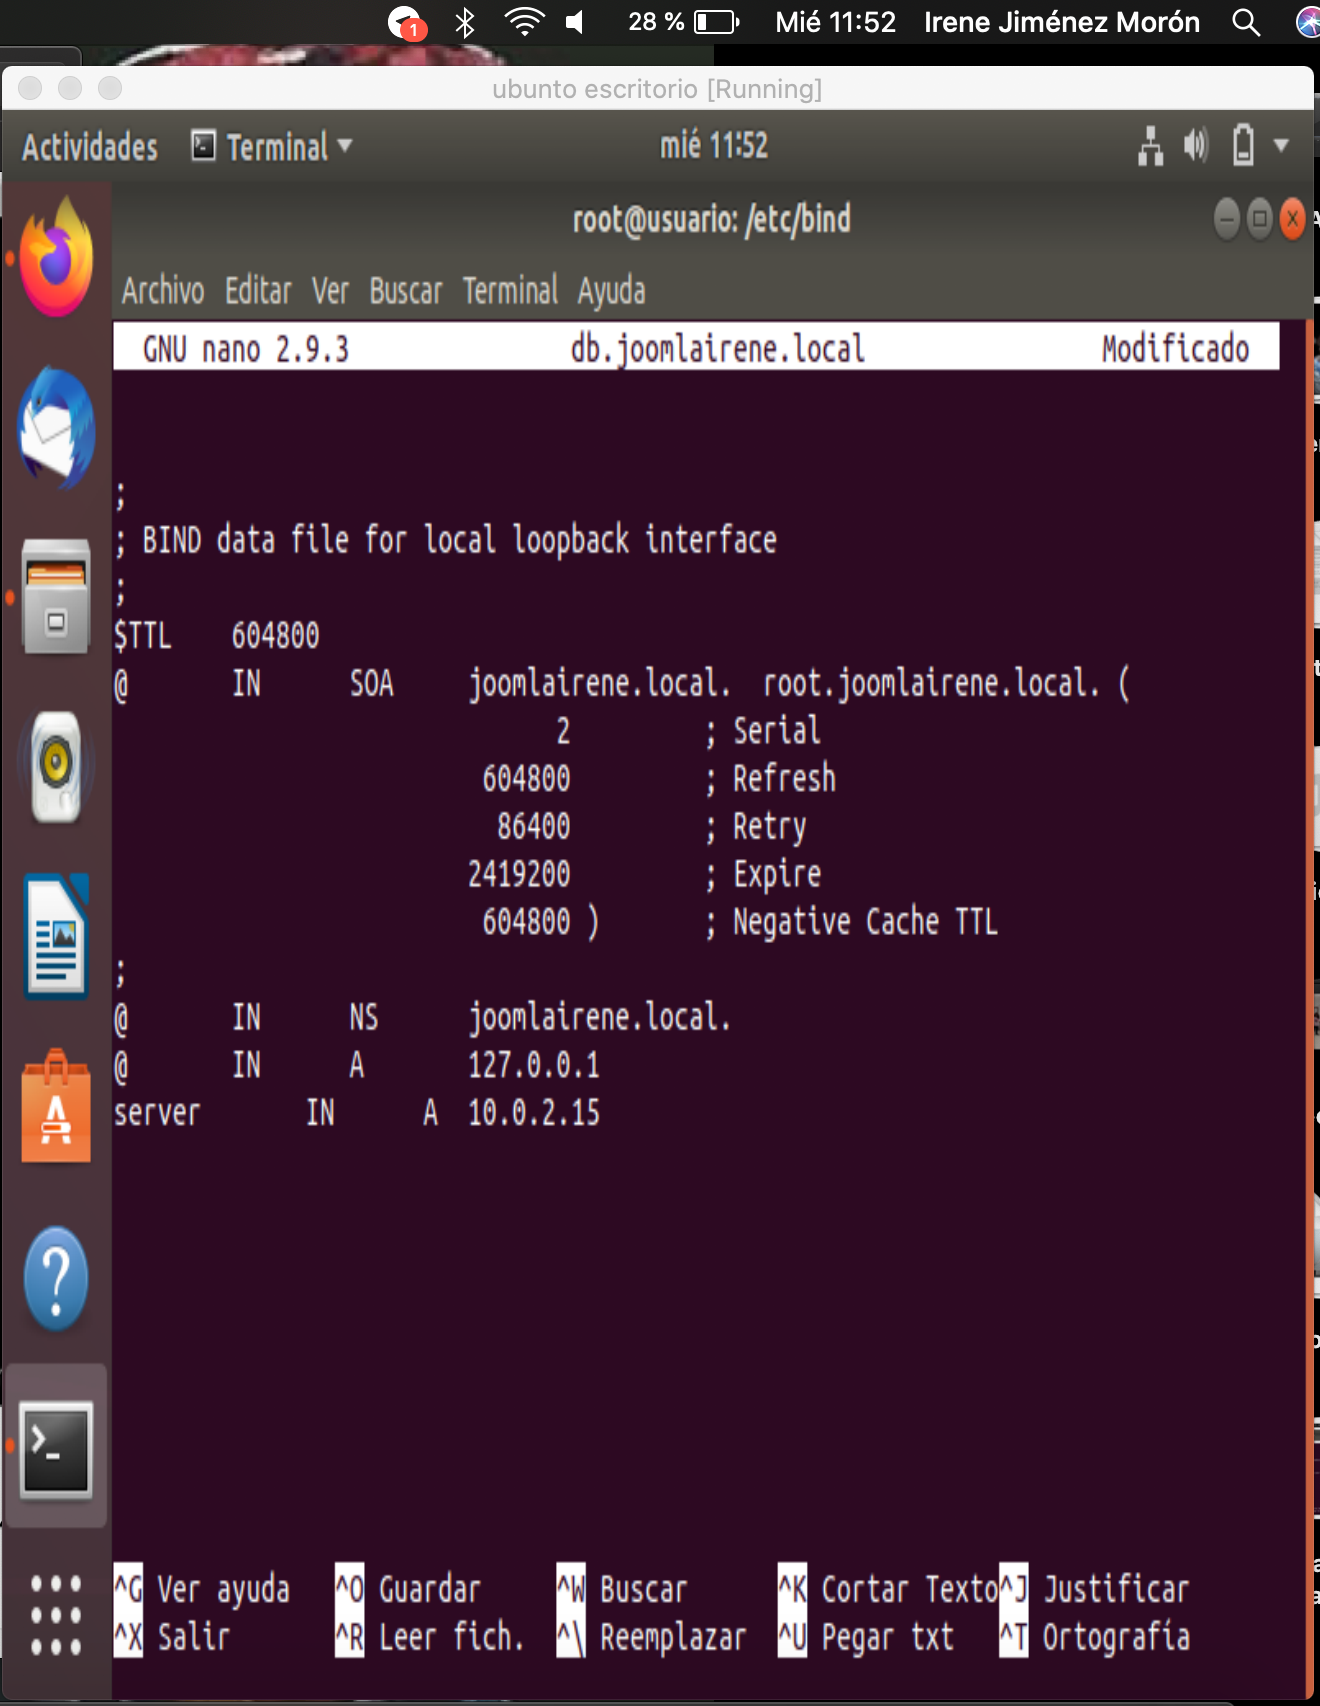 1 28 % Mié 11:52 Irene Jiménez Morón
ubunto escritorio [Running]
Actividades Terminal mié 11:52
root@usuario: /etc/bind
Archivo Editar Ver Buscar Terminal Ayuda
GNU nano 2.9.3 db.joomlairene.local Modificado
;
; BIND data file for local loopback interface
;
$TTL 604800
@ IN SOA joomlairene.local. root.joomlairene.local. (
2 ; Serial
604800 ; Refresh
86400 ; Retry
2419200 ; Expire
604800 ) ; Negative Cache TTL
;
@ IN NS joomlairene.local.
@ IN A 127.0.0.1
server IN A 10.0.2.15
^G Ver ayuda ^O Guardar ^W Buscar ^K Cortar Texto ^J Justificar
^X Salir ^R Leer fich. ^\ Reemplazar ^U Pegar txt ^T Ortografía